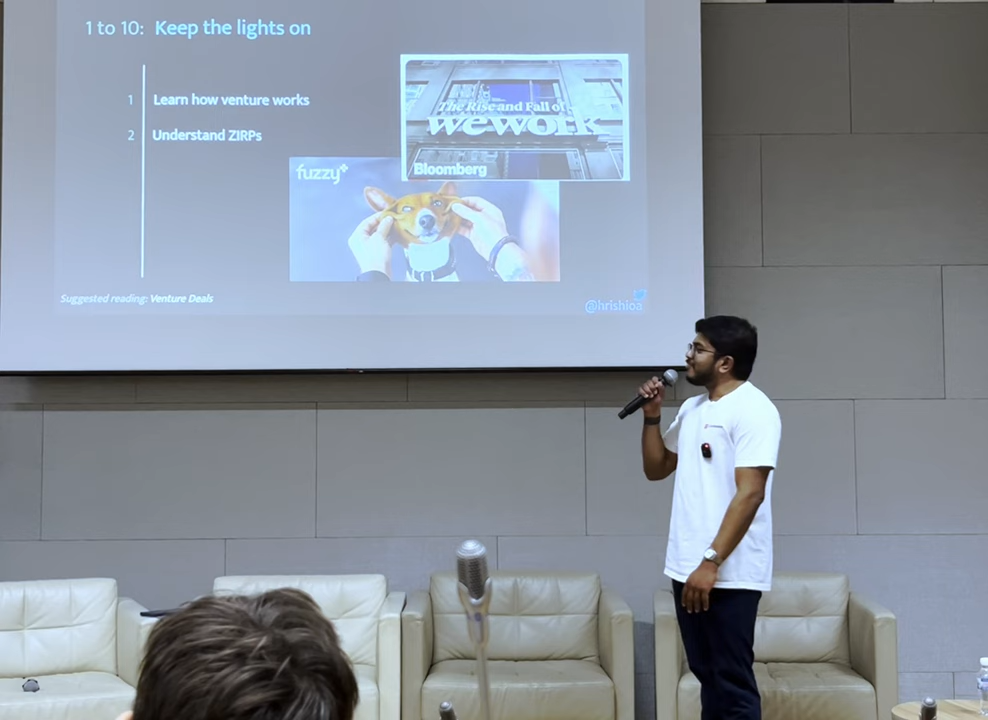 1 to 10: Keep the lights on
1 Learn how venture works
2 Understand ZIRPs
The Rise and Fall of
wework
Bloomberg
fuzzy+
Suggested reading: Venture Deals
@hrishioa